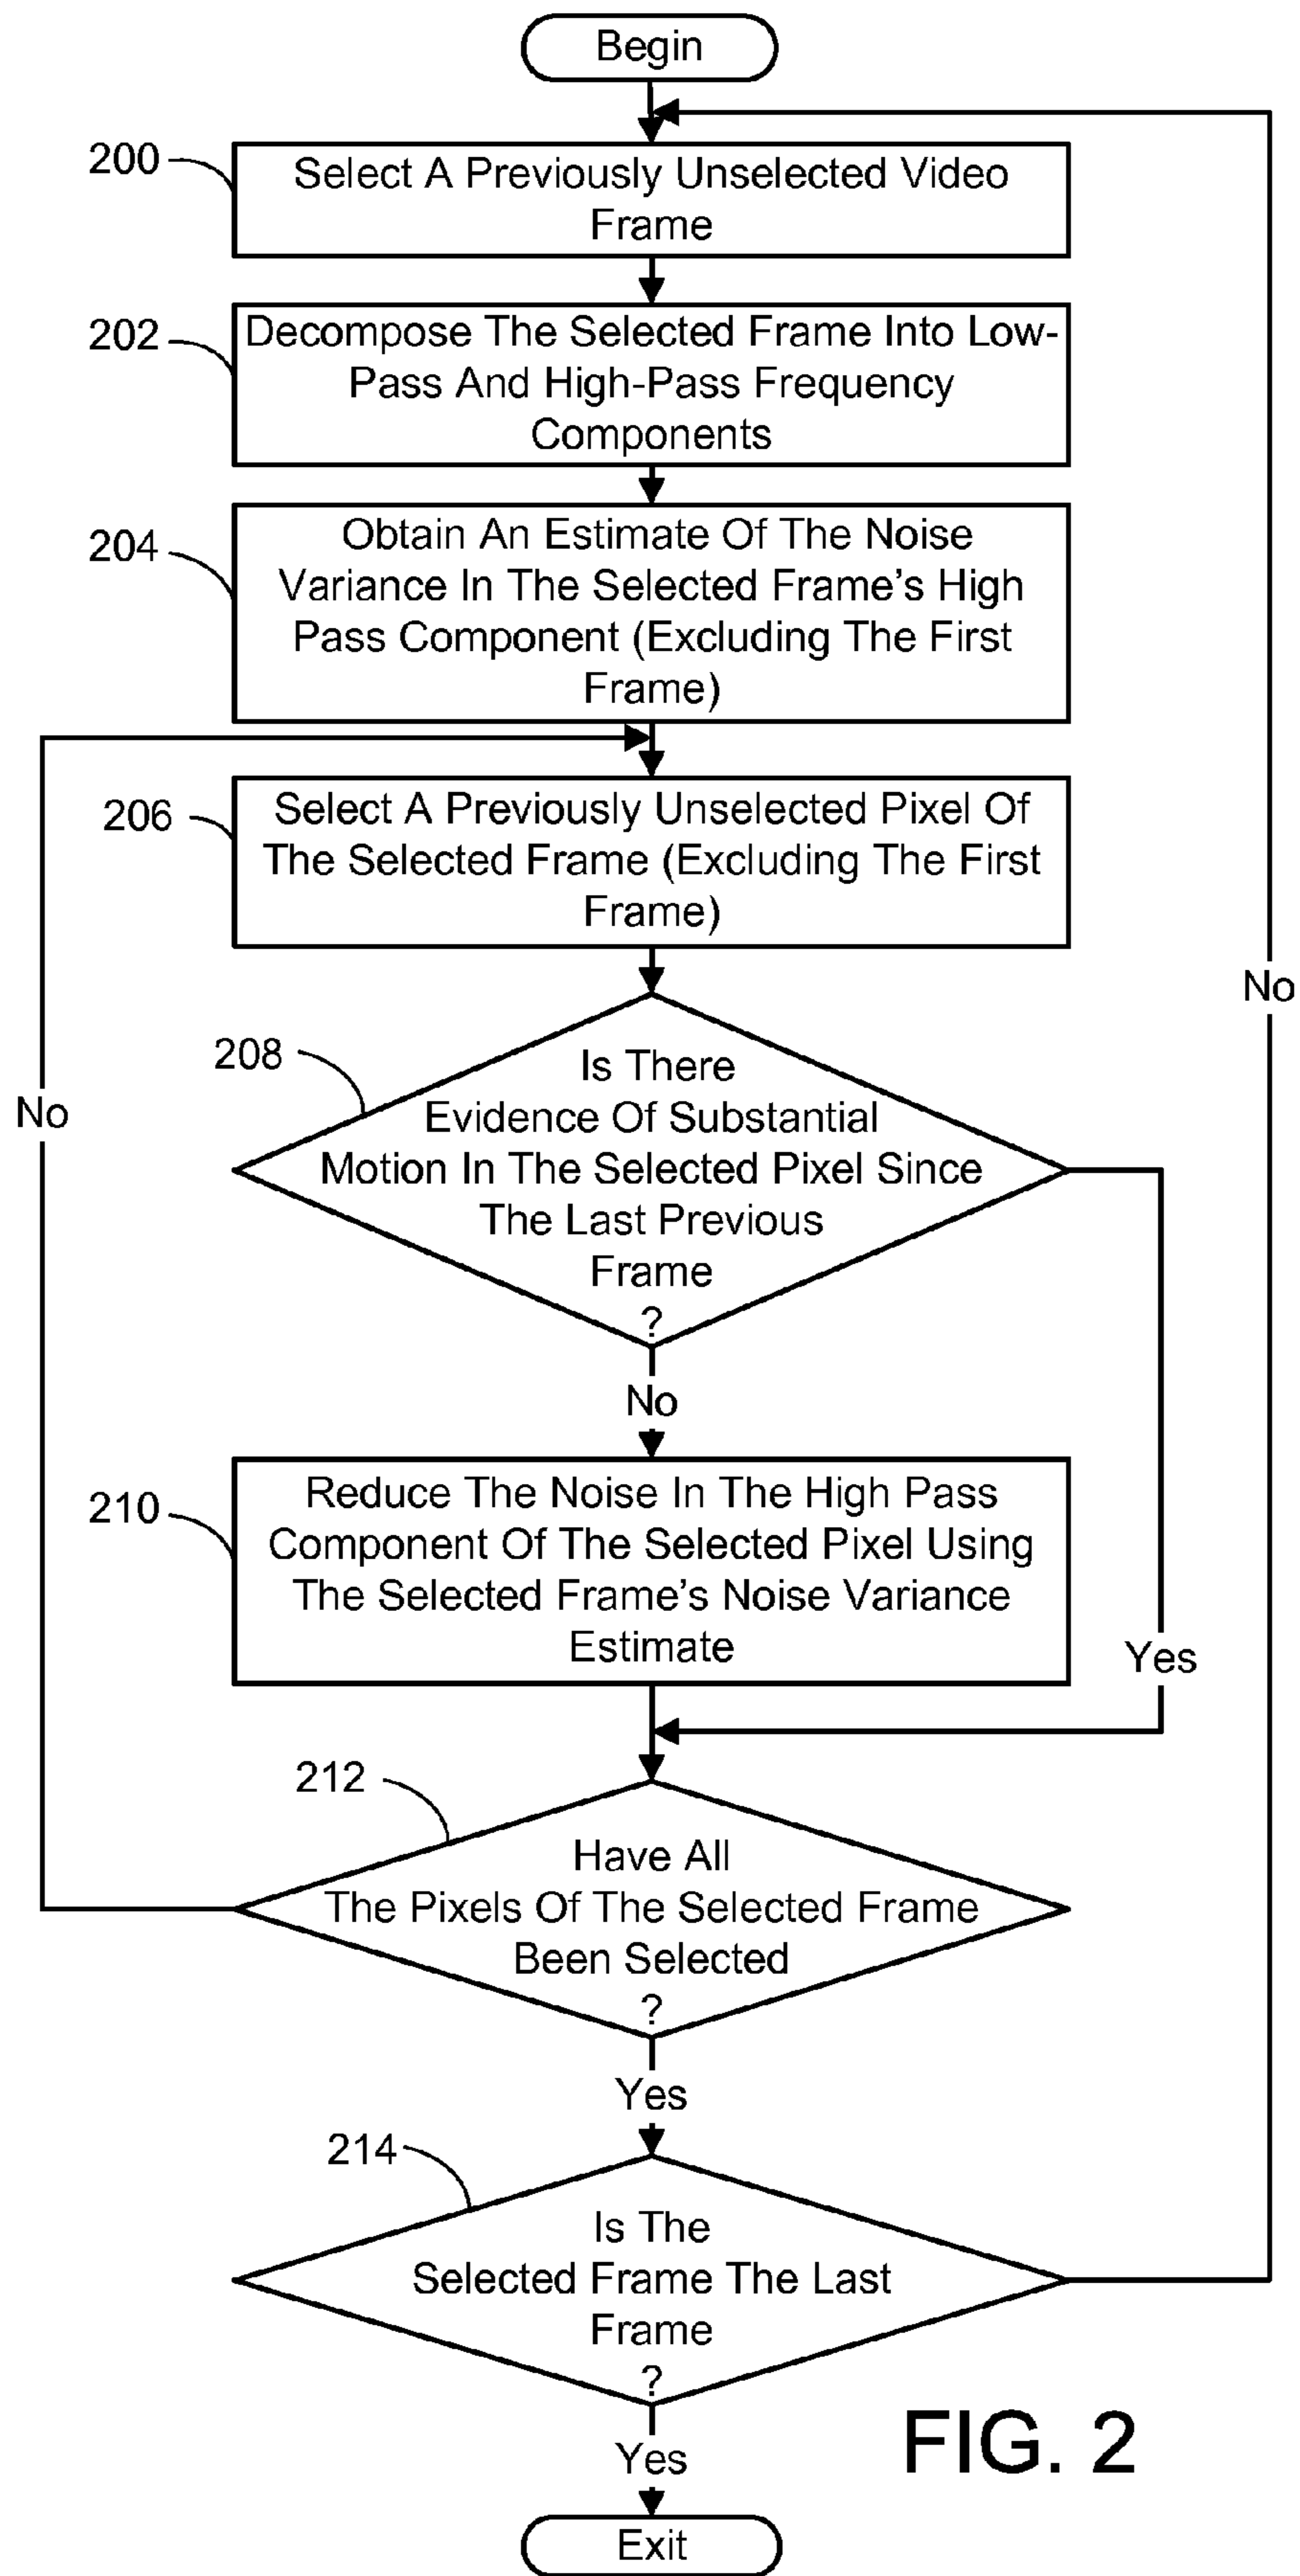 Begin
200
Select A Previously Unselected Video
Frame
202
Decompose The Selected Frame Into Low-
Pass And High-Pass Frequency
Components
204
Obtain An Estimate Of The Noise
Variance In The Selected Frame's High
Pass Component (Excluding The First
Frame)
206
Select A Previously Unselected Pixel Of
The Selected Frame (Excluding The First
Frame)
No
208
Is There
Evidence Of Substantial
Motion In The Selected Pixel Since
The Last Previous
Frame
?
No
No
210
Reduce The Noise In The High Pass
Component Of The Selected Pixel Using
The Selected Frame's Noise Variance
Estimate
Yes
212
Have All
The Pixels Of The Selected Frame
Been Selected
?
Yes
214
Is The
Selected Frame The Last
Frame
?
Yes
FIG. 2
Exit